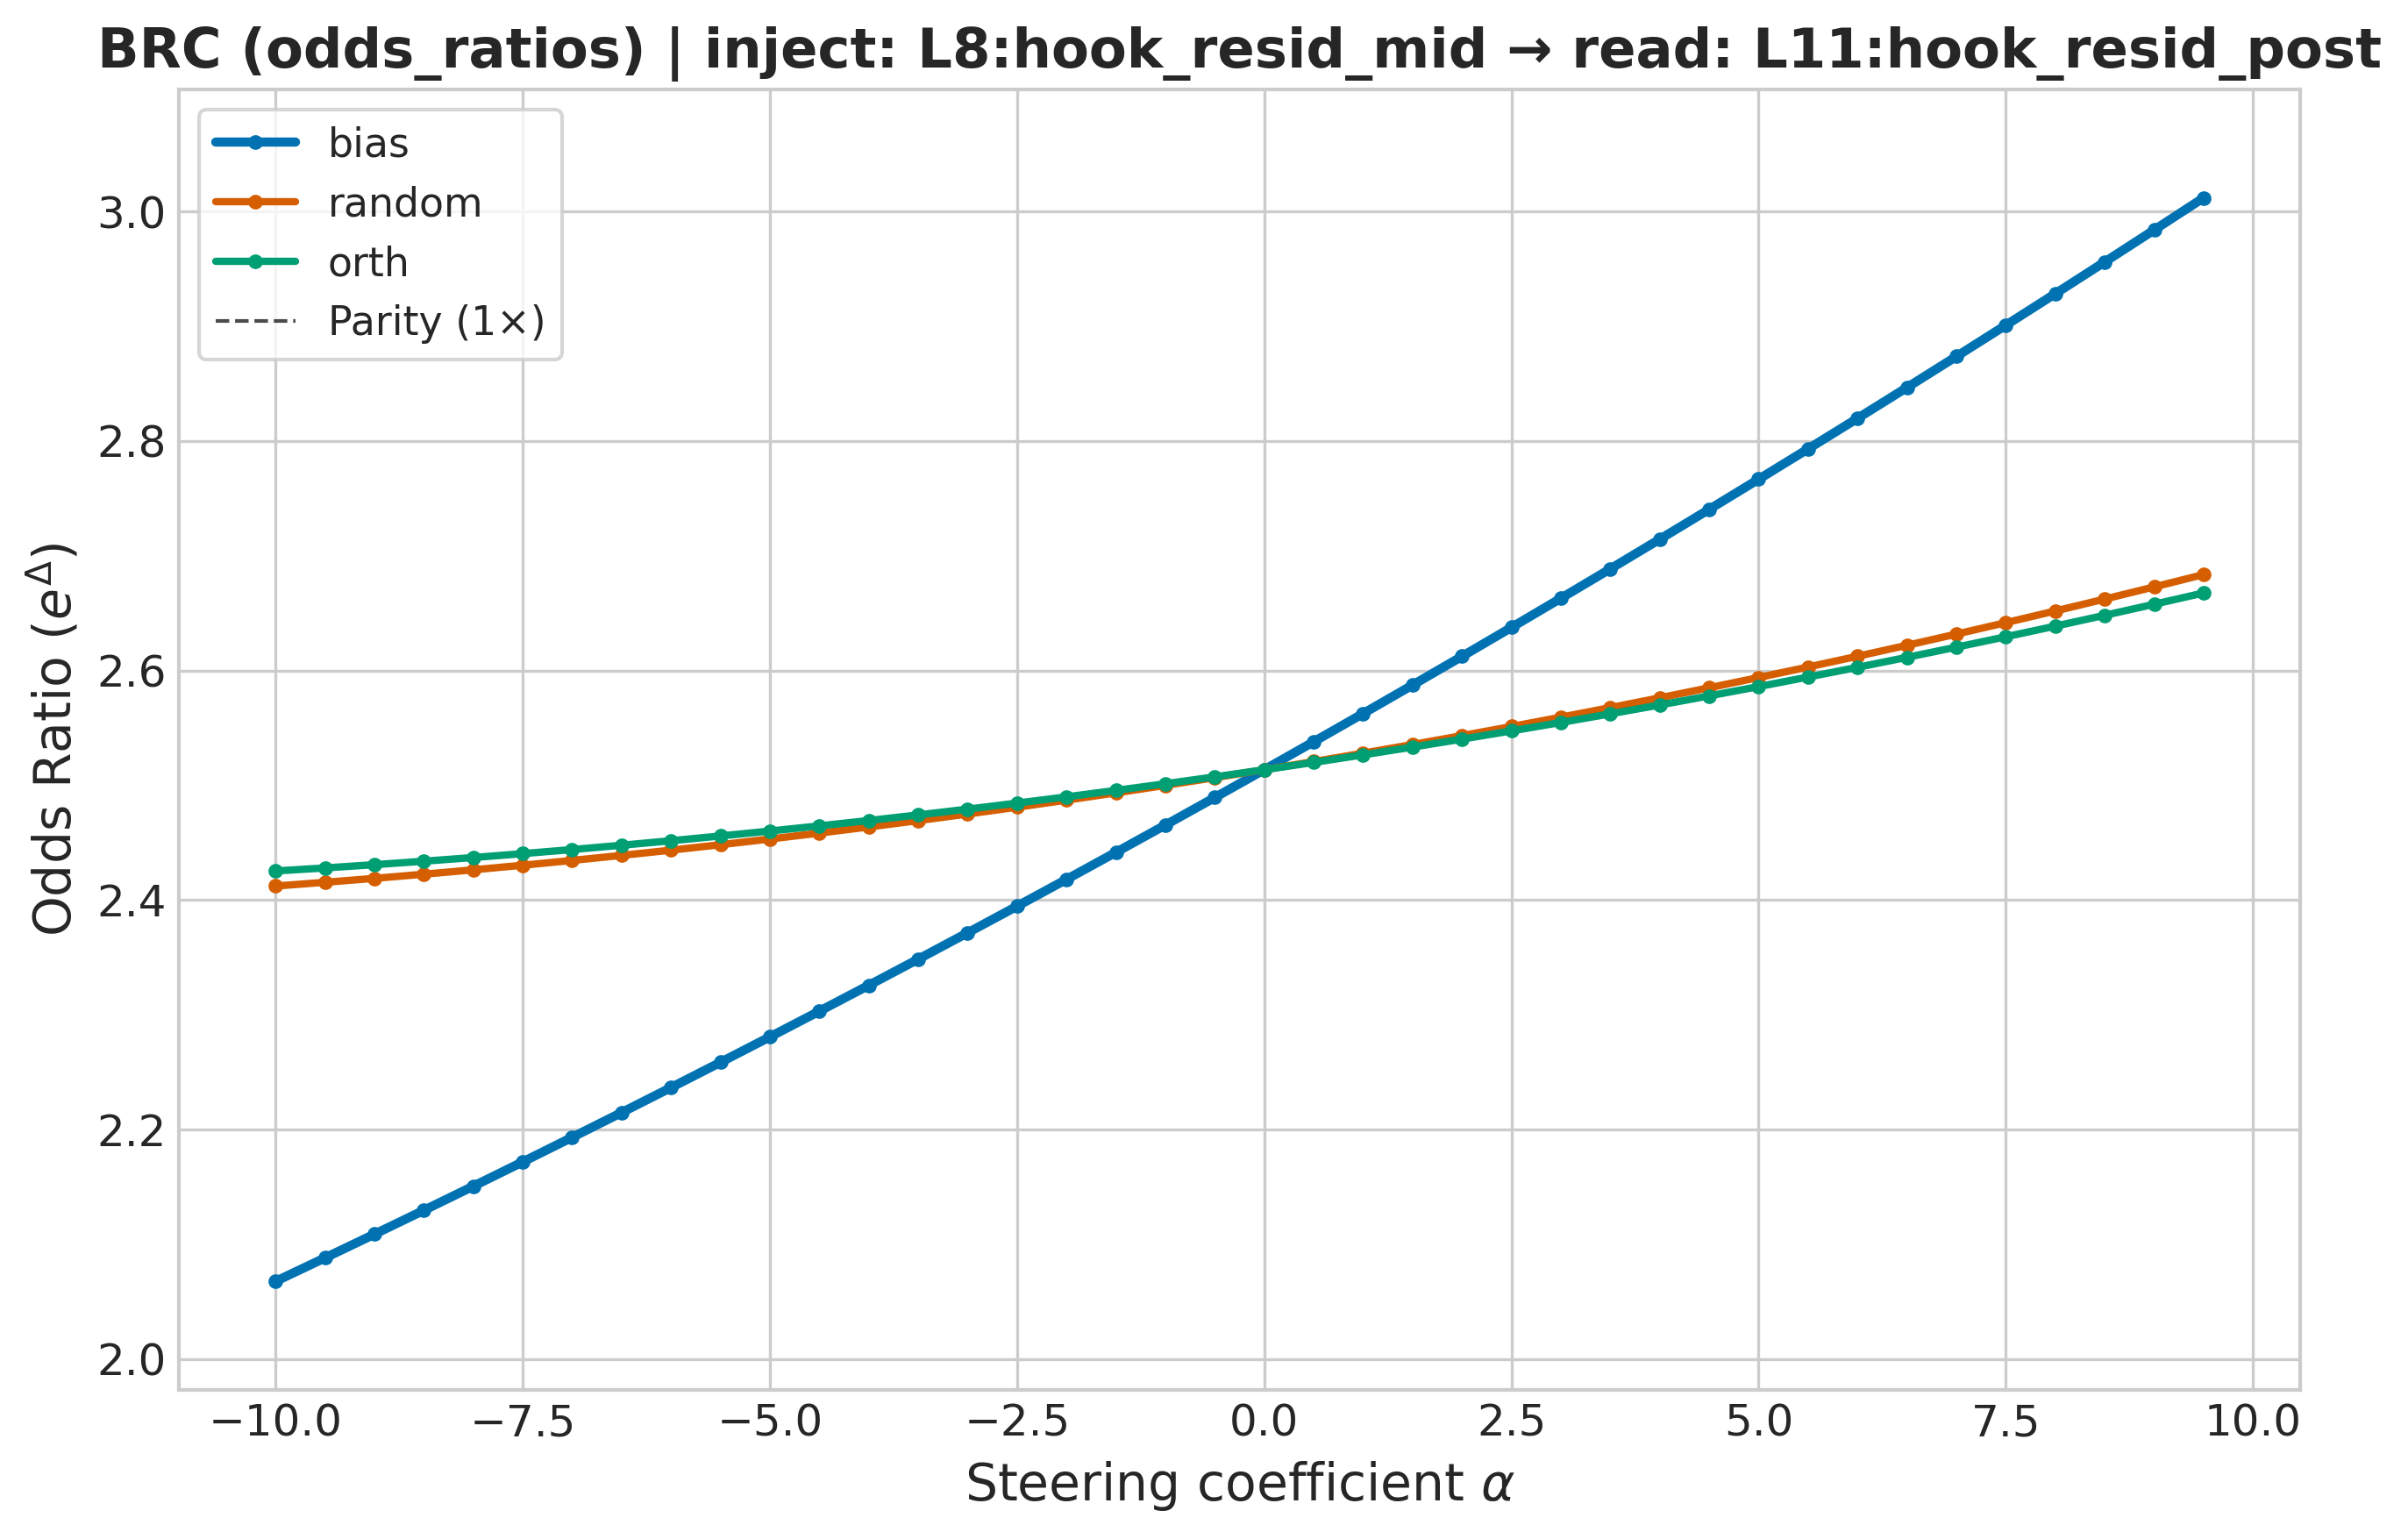 BRC (odds_ratios) | inject: L8:hook_resid_mid → read: L11:hook_resid_post
bias
random
orth
Parity (1×)
Odds Ratio (e^Δ)
3.0
2.8
2.6
2.4
2.2
2.0
−10.0 −7.5 −5.0 −2.5 0.0 2.5 5.0 7.5 10.0
Steering coefficient α